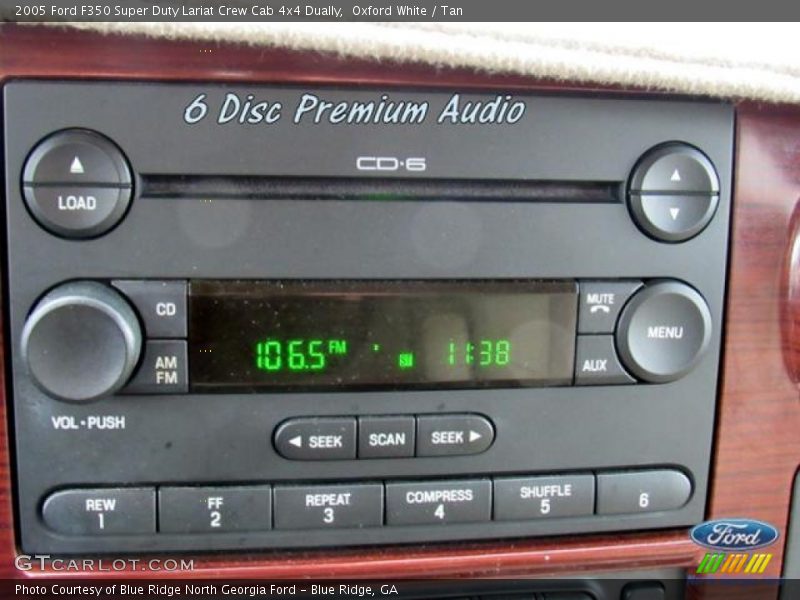 2005 Ford F350 Super Duty Lariat Crew Cab 4x4 Dually,  Oxford White / Tan
6 Disc Premium Audio
CD·6
LOAD
CD
MUTE
MENU
106.5 FM
11:38
AM
FM
AUX
VOL•PUSH
SEEK
SCAN
SEEK
REW
1
FF
2
REPEAT
3
COMPRESS
4
SHUFFLE
5
6
Ford
GTCARLOT.COM
Photo Courtesy of Blue Ridge North Georgia Ford - Blue Ridge, GA